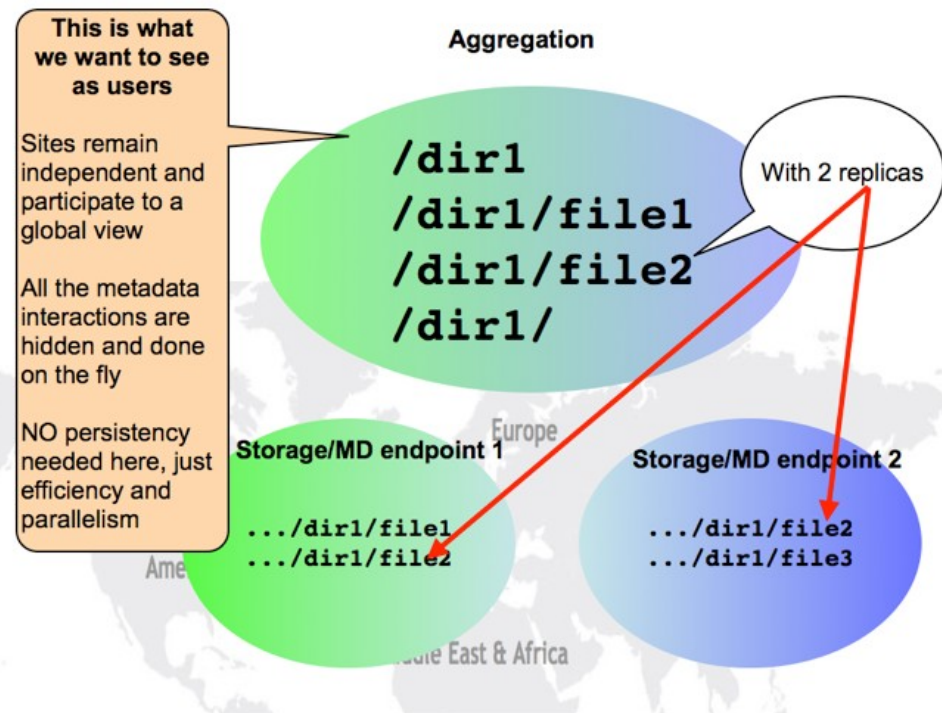 This is what
we want to see
as users
Sites remain
independent and
participate to a
global view
All the metadata
interactions are
hidden and done
on the fly
NO persistency
needed here, just
efficiency and
parallelism
Aggregation
/dir1
/dir1/file1
/dir1/file2
/dir1/
With 2 replicas
Europe
Storage/MD endpoint 1
.../dir1/file1
.../dir1/file2
Storage/MD endpoint 2
.../dir1/file2
.../dir1/file3
Ame
East & Africa